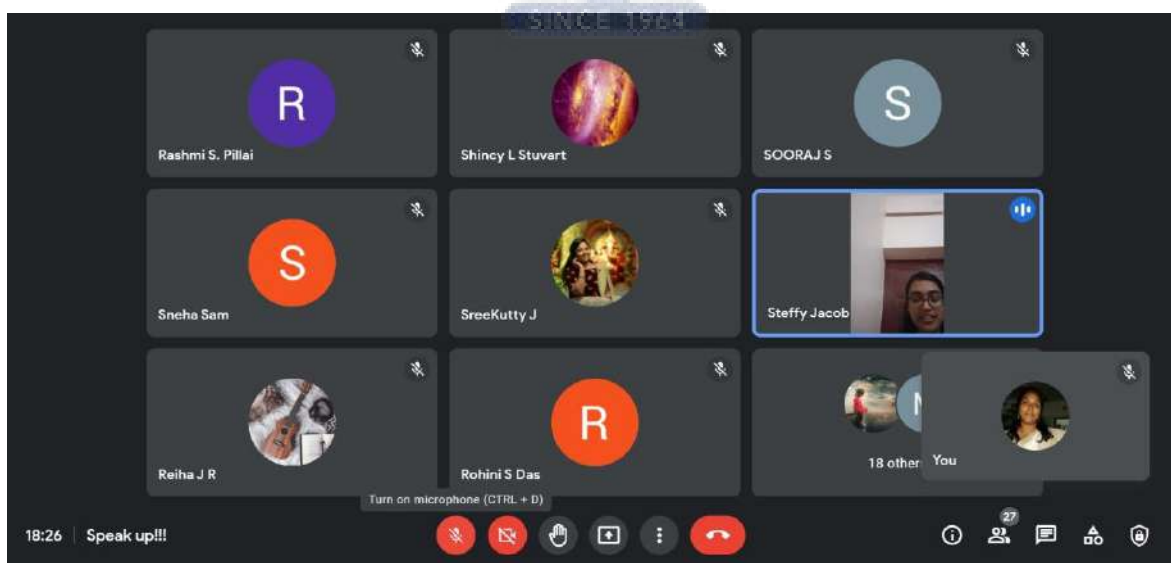 SINCE 1964
R
Rashmi S. Pillai
Shincy L Stuvart
S
SOORAJ S
S
Sneha Sam
SreeKutty J
Steffy Jacob
Reiha J R
R
Rohini S Das
18 other
You
Turn on microphone (CTRL + D)
18:26 | Speak up!!!
27